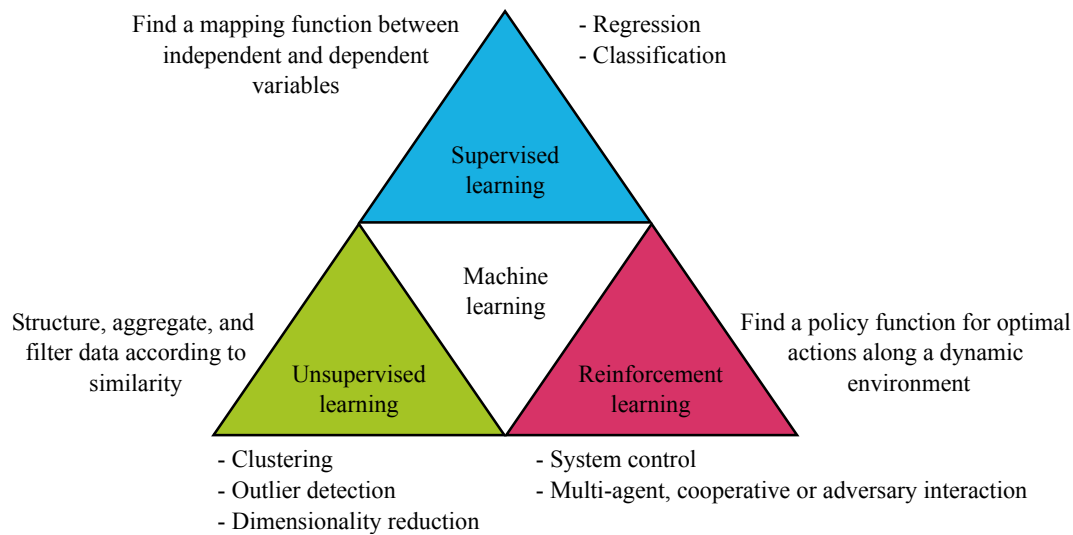 Find a mapping function between
independent and dependent
variables
- Regression
- Classification
Supervised
learning
Machine
learning
Structure, aggregate, and
filter data according to
similarity
Unsupervised
learning
Reinforcement
learning
Find a policy function for optimal
actions along a dynamic
environment
- Clustering
- Outlier detection
- Dimensionality reduction
- System control
- Multi-agent, cooperative or adversary interaction